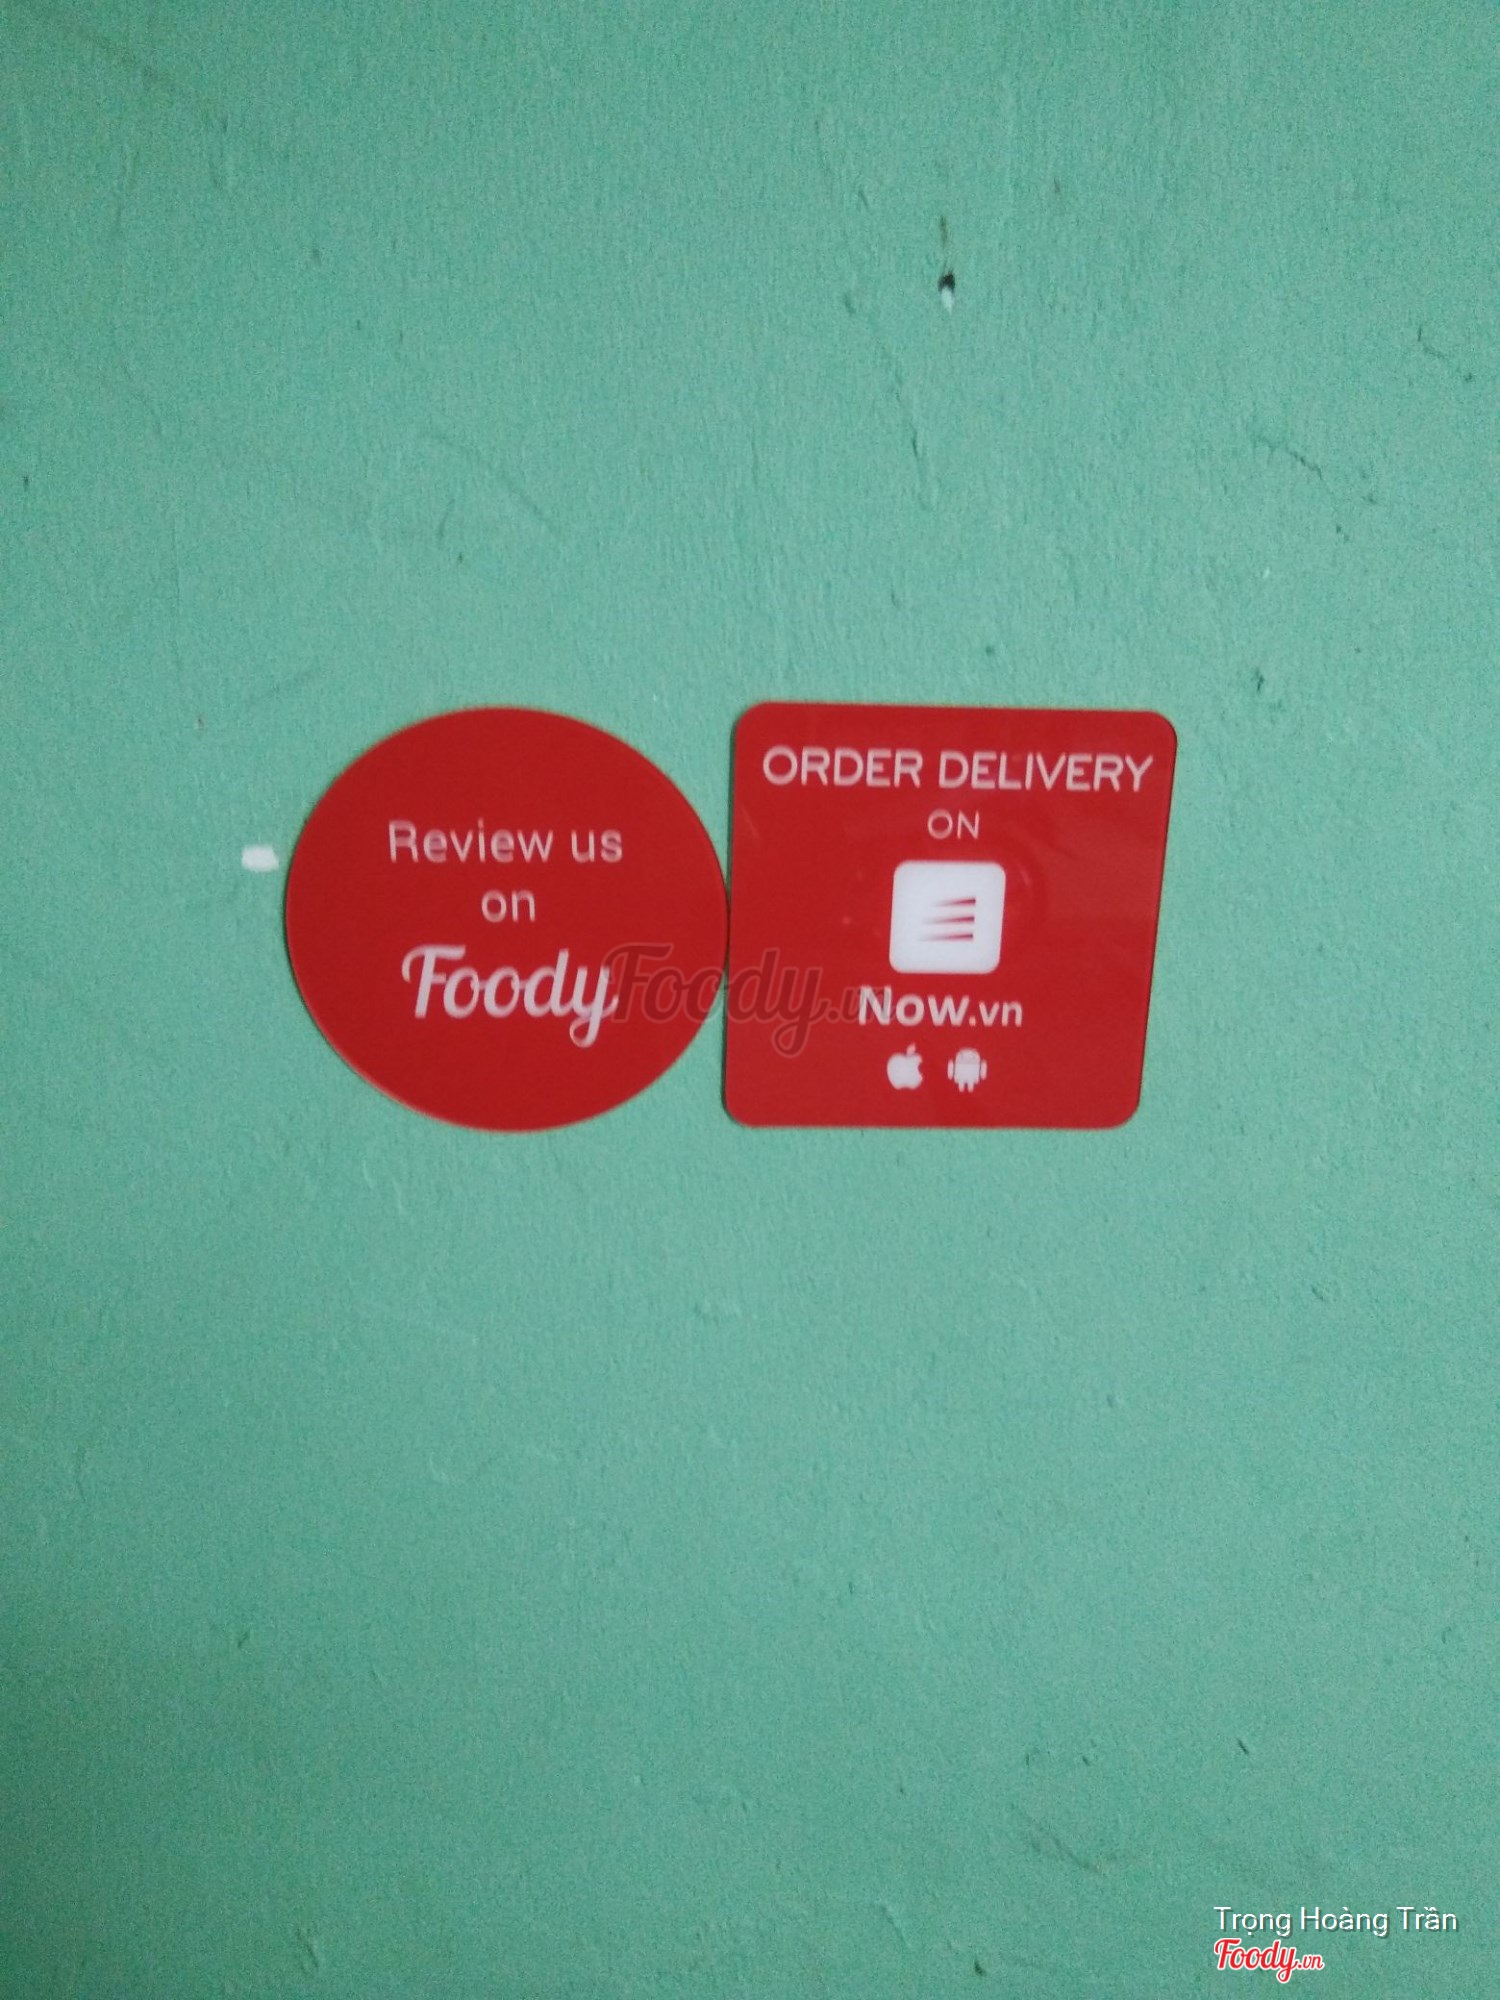 Review us
on
Foody
ORDER DELIVERY
ON
Now.vn
Foody.vn
Trọng Hoàng Trần
Foody.vn